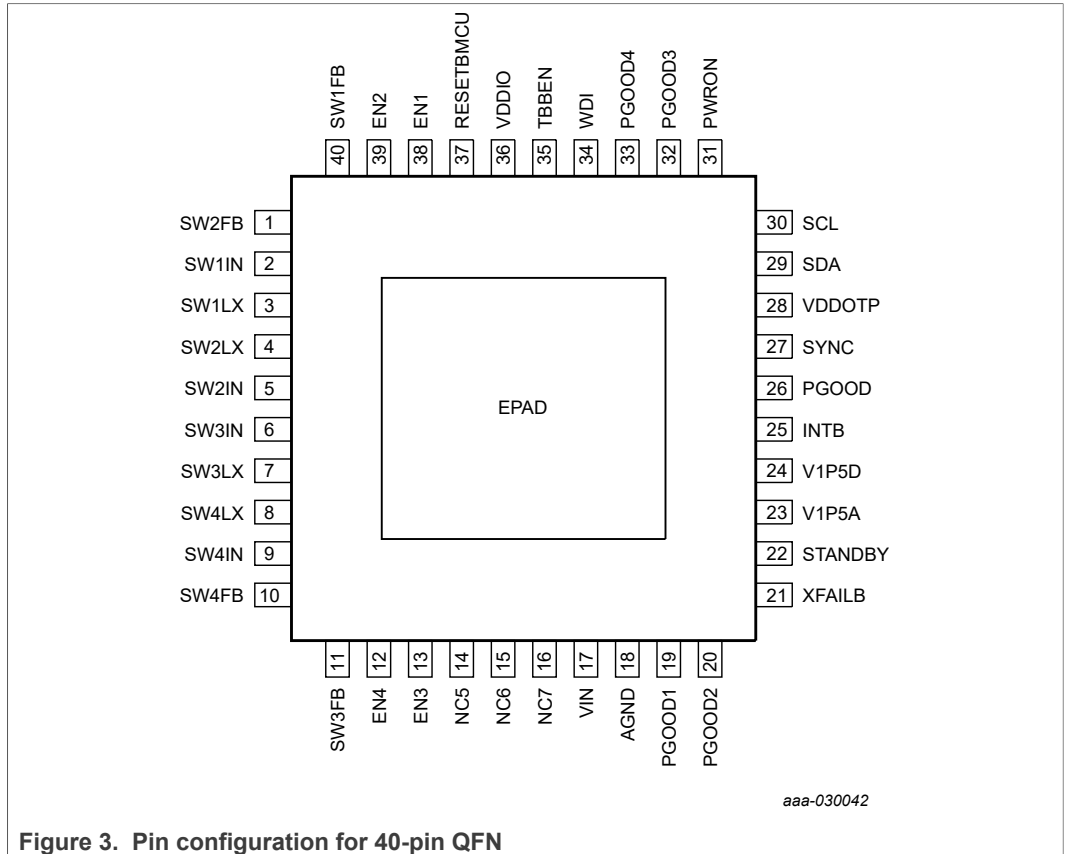 SW1FB
EN2
EN1
RESETBMCU
VDDIO
TBBEN
WDI
PGOOD4
PGOOD3
PWRON
40
39
38
37
36
35
34
33
32
31
SW2FB 1
SW1IN 2
SW1LX 3
SW2LX 4
SW2IN 5
SW3IN 6
SW3LX 7
SW4LX 8
SW4IN 9
SW4FB 10
EPAD
30 SCL
29 SDA
28 VDDOTP
27 SYNC
26 PGOOD
25 INTB
24 V1P5D
23 V1P5A
22 STANDBY
21 XFAILB
11
12
13
14
15
16
17
18
19
20
SW3FB
EN4
EN3
NC5
NC6
NC7
VIN
AGND
PGOOD1
PGOOD2
aaa-030042
Figure 3. Pin configuration for 40-pin QFN